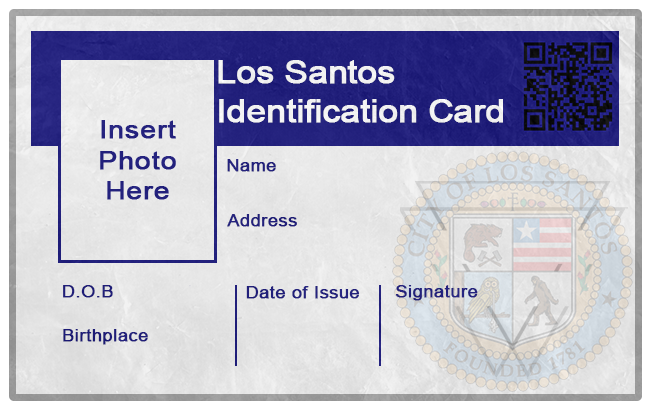 Los Santos
Identification Card
Insert
Photo
Here
Name
Address
D.O.B
Date of Issue
Signature
Birthplace
CITY OF LOS SANTOS
FOUNDED 1781